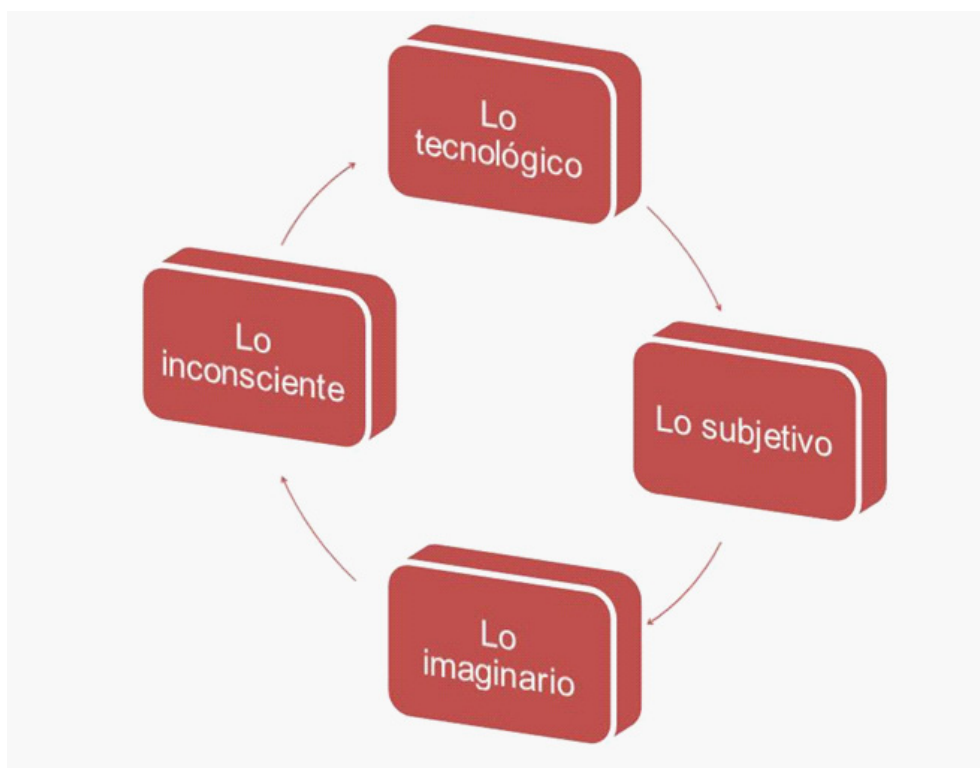 Lo
tecnológico
Lo subjetivo
Lo
imaginario
Lo
inconsciente